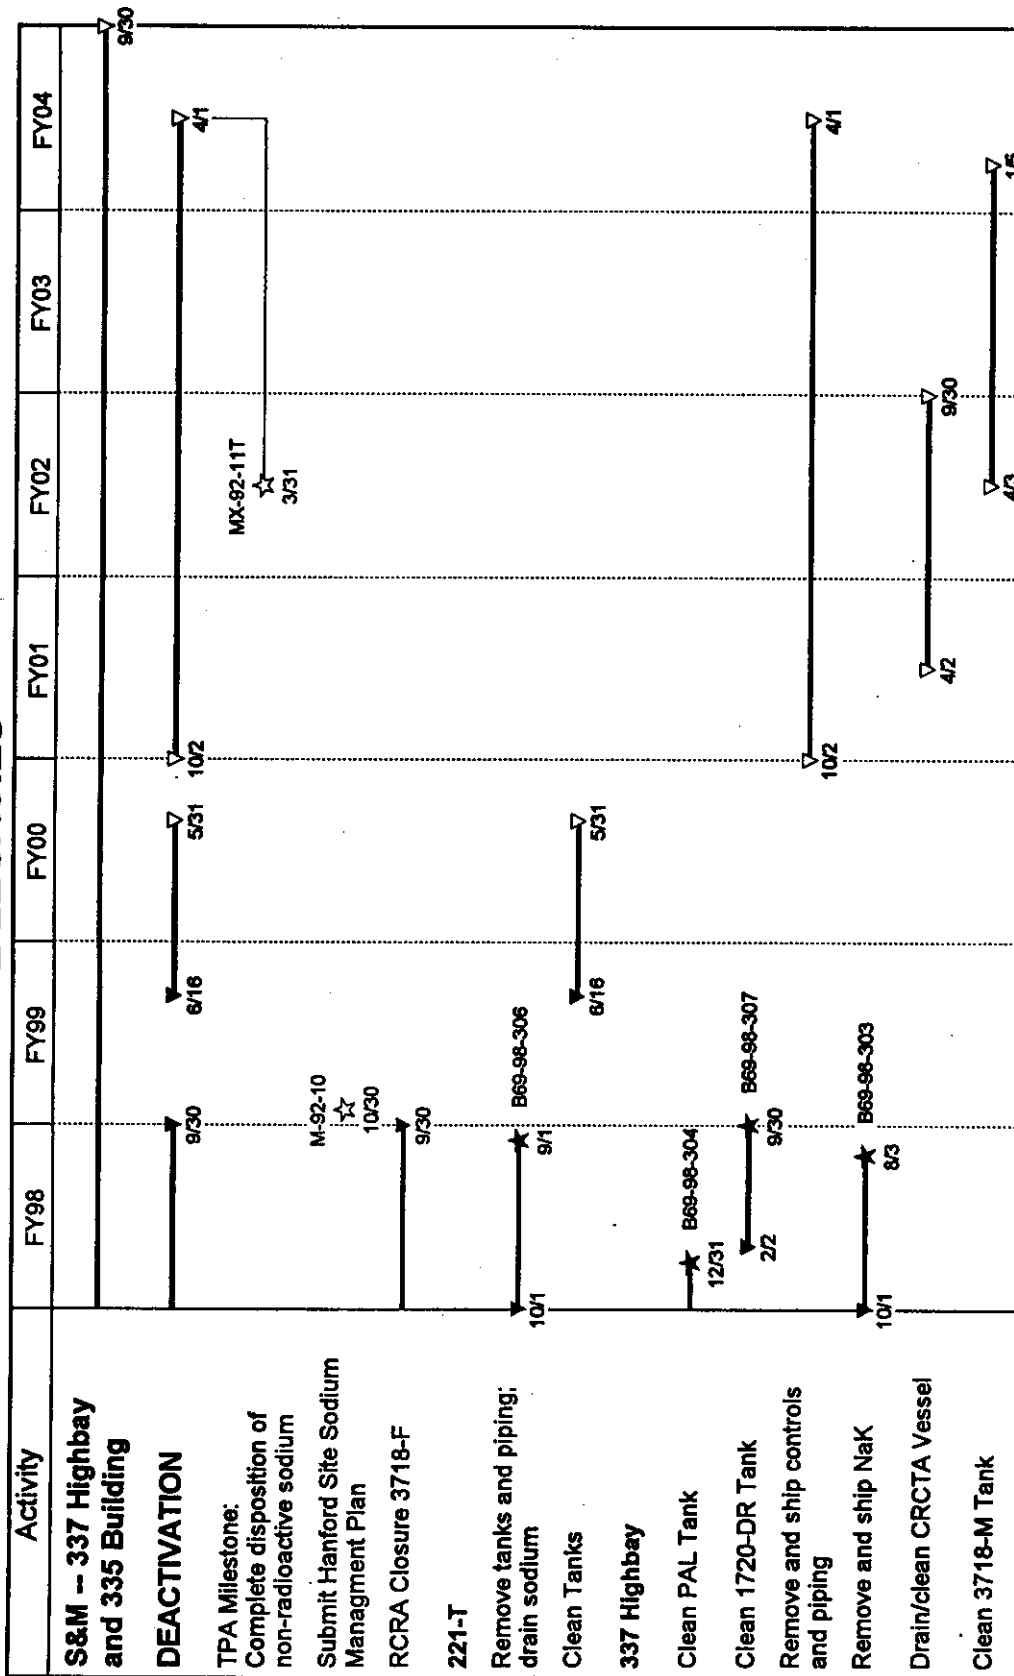 Activity
FY98
FY99
FY00
FY01
FY02
FY03
FY04
S&M -- 337 Highbay
and 335 Building
9/30
DEACTIVATION
9/30
6/16
5/31
10/2
4/1
TPA Milestone:
Complete disposition of
non-radioactive sodium
MX-92-11T
3/31
Submit Hanford Site Sodium
Managment Plan
M-92-10
10/30
RCRA Closure 3718-F
9/30
221-T
Remove tanks and piping;
drain sodium
10/1
9/1
B69-98-306
Clean Tanks
6/16
5/31
337 Highbay
Clean PAL Tank
12/31
B69-98-304
Clean 1720-DR Tank
2/2
9/30
B69-98-307
Remove and ship controls
and piping
10/2
4/1
Remove and ship NaK
10/1
8/3
B69-98-303
Drain/clean CRCTA Vessel
4/2
9/30
Clean 3718-M Tank
4/3